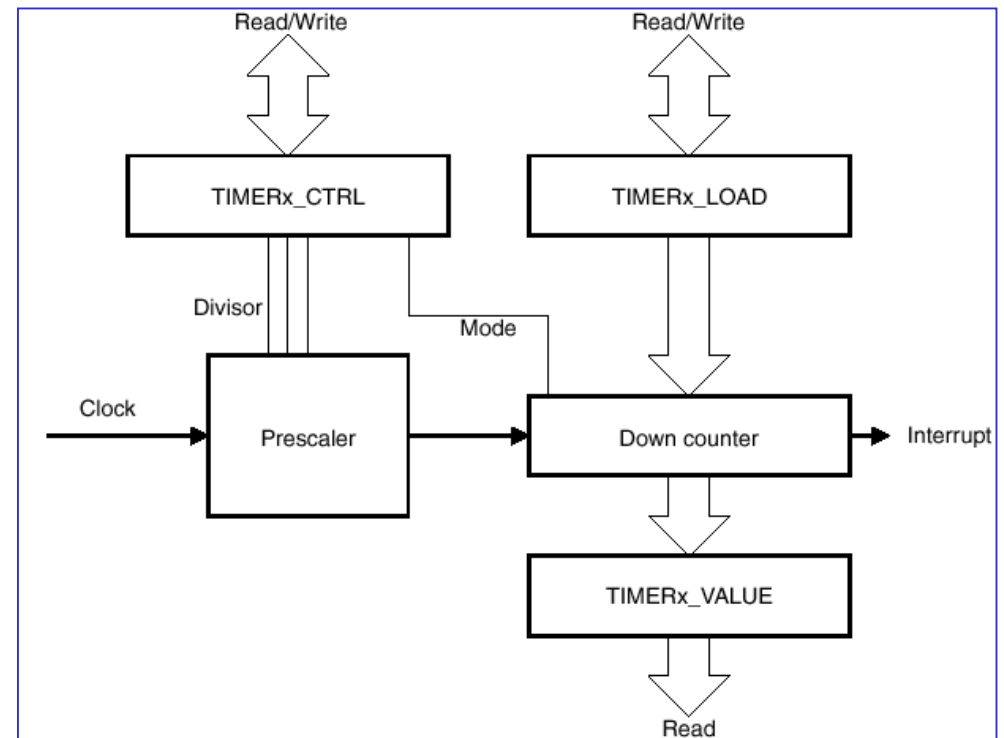 Read/Write
Read/Write
TIMERx_CTRL
TIMERx_LOAD
Divisor
Mode
Clock
Prescaler
Down counter
Interrupt
TIMERx_VALUE
Read